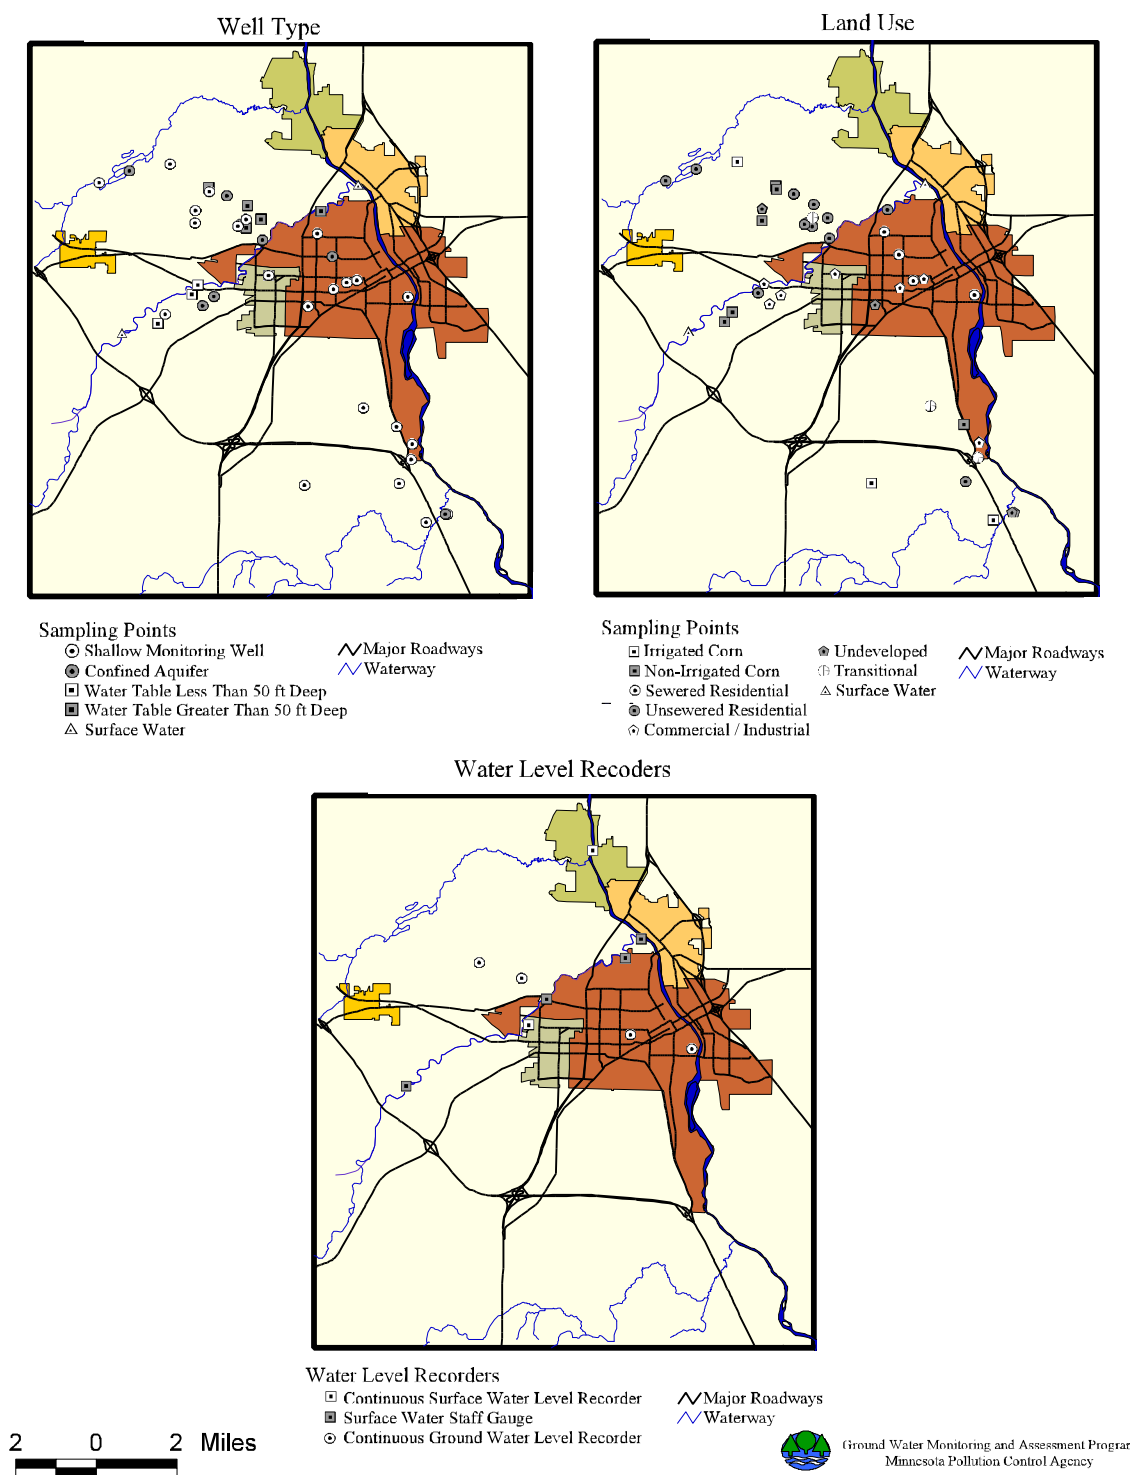 Well Type
Land Use
Sampling Points
Shallow Monitoring Well
Confined Aquifer
Water Table Less Than 50 ft Deep
Water Table Greater Than 50 ft Deep
Surface Water
Major Roadways
Waterway
Sampling Points
Irrigated Corn
Non-Irrigated Corn
Sewered Residential
Unsewered Residential
Commercial / Industrial
Undeveloped
Transitional
Surface Water
Major Roadways
Waterway
Water Level Recoders
Water Level Recorders
Continuous Surface Water Level Recorder
Surface Water Staff Gauge
Continuous Ground Water Level Recorder
Major Roadways
Waterway
2 0 2 Miles
Ground Water Monitoring and Assessment Progra
Minnesota Pollution Control Agency